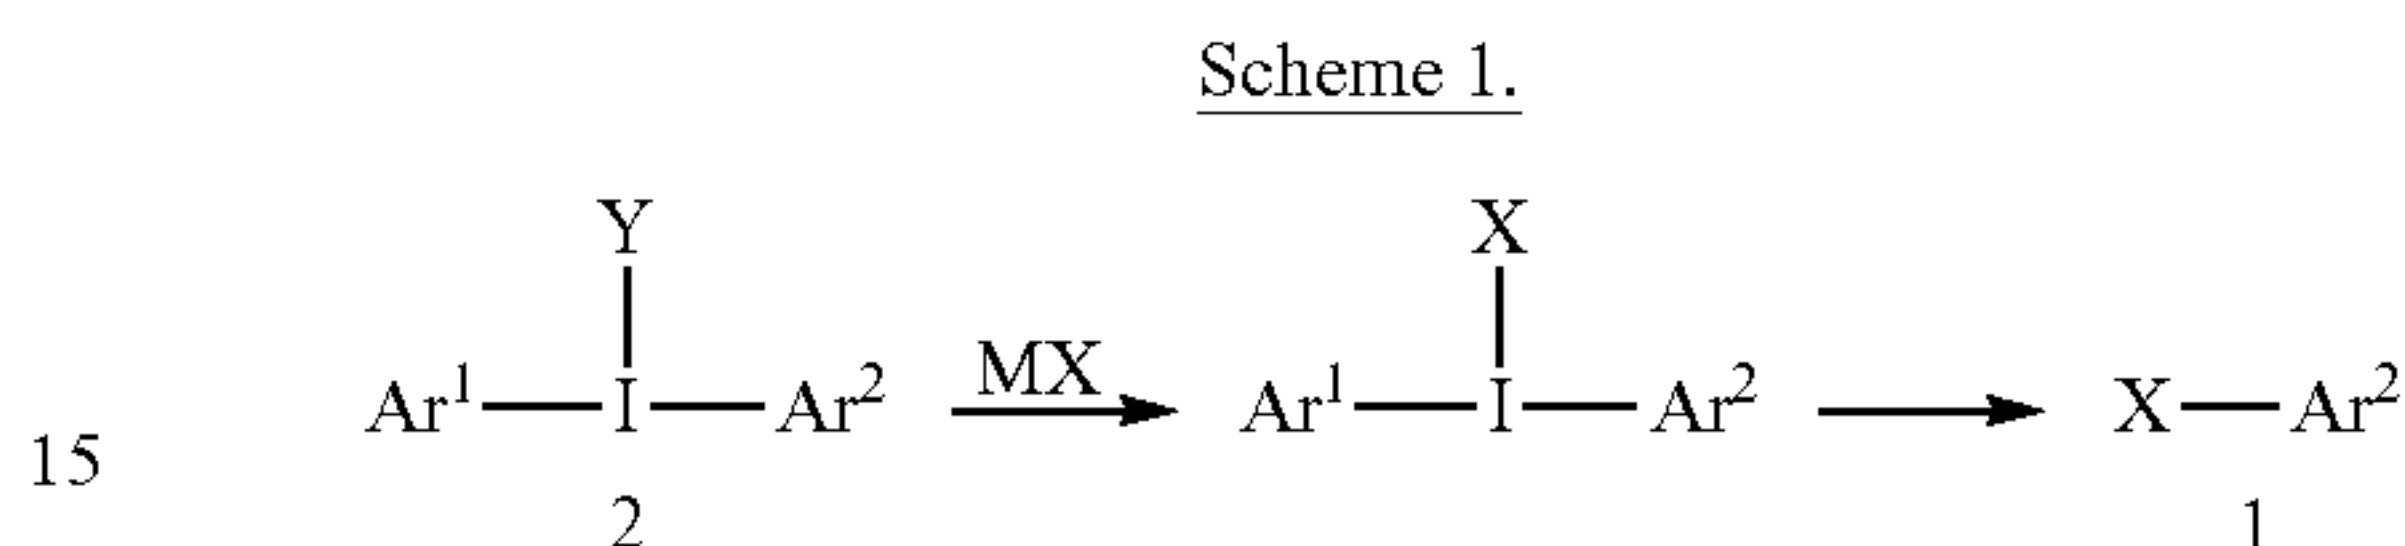 Scheme 1.
Y X
MX
Ar¹—I—Ar² Ar¹—I—Ar² X—Ar²
15
2 1